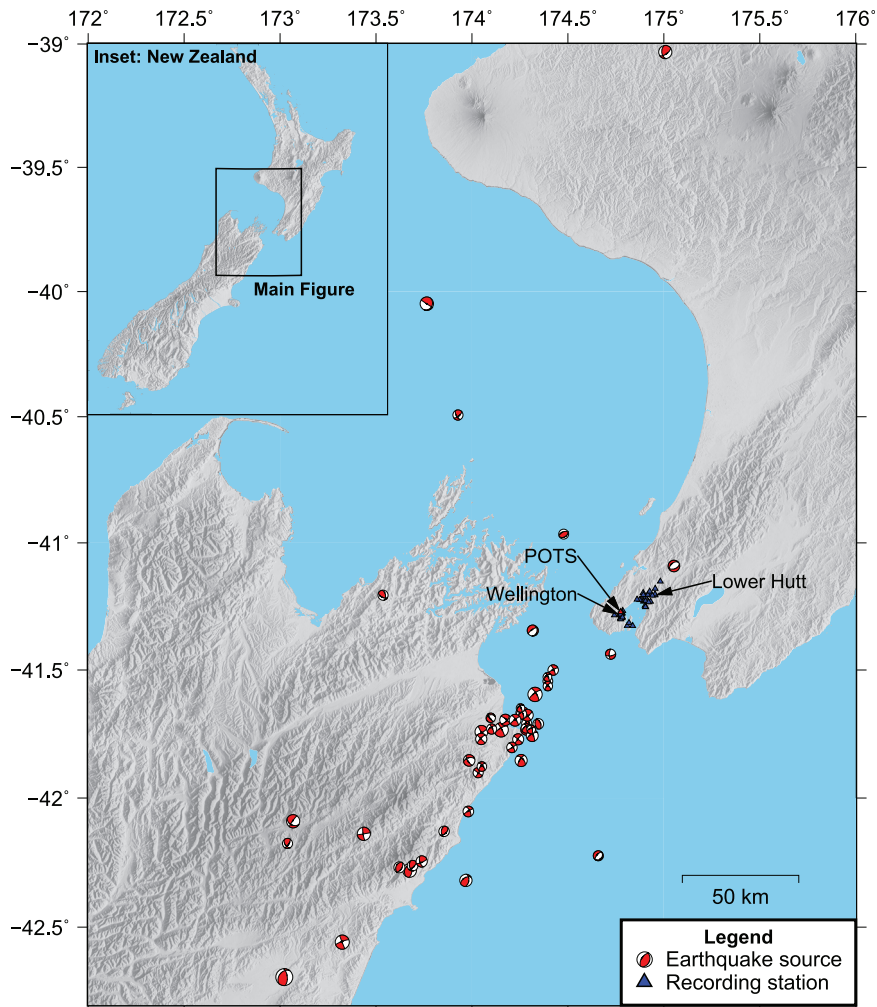 172° 172.5° 173° 173.5° 174° 174.5° 175° 175.5° 176°
−39°
−39.5°
−40°
−40.5°
−41°
−41.5°
−42°
−42.5°
Inset: New Zealand
Main Figure
POTS
Wellington
Lower Hutt
50 km
Legend
Earthquake source
Recording station